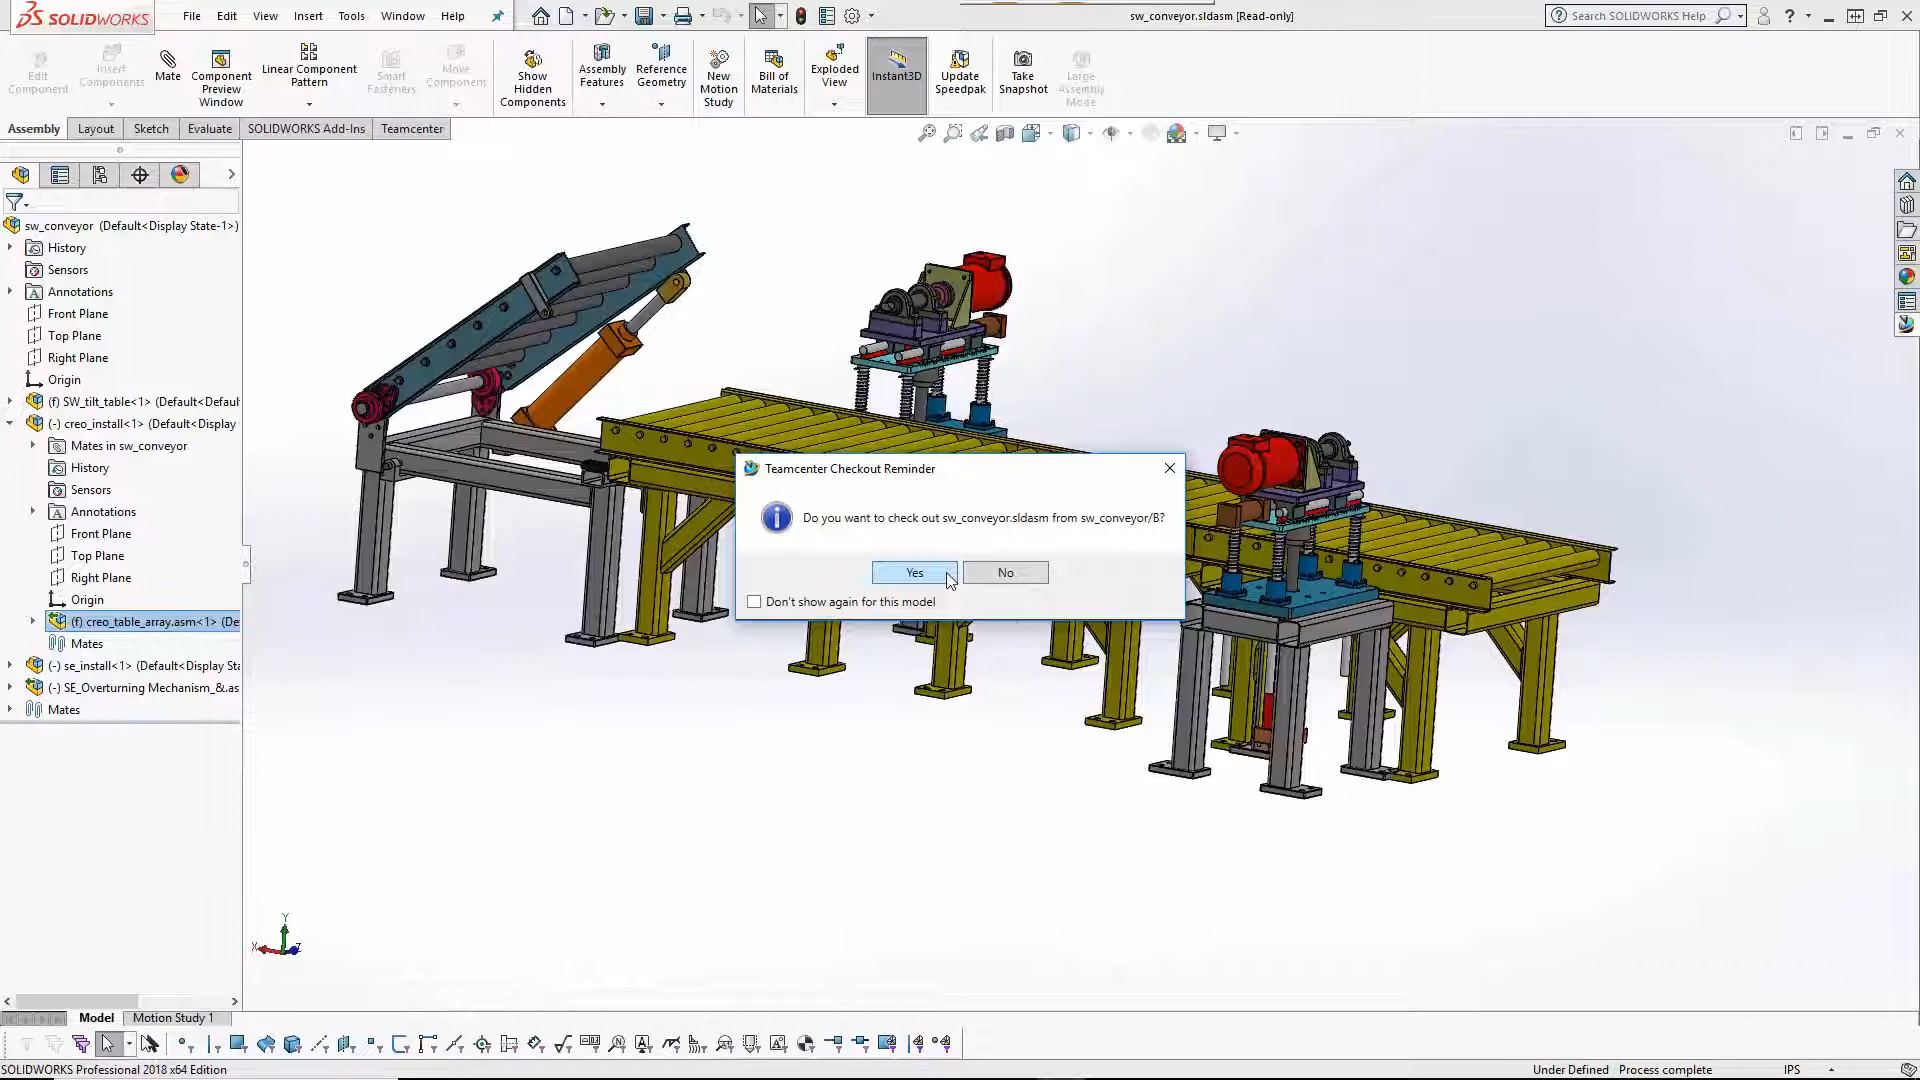 SOLIDWORKS
File Edit View Insert Tools Window Help
sw_conveyor.sldasm [Read-only]
Search SOLIDWORKS Help
Edit Component
Insert Components
Mate
Component Preview Window
Linear Component Pattern
Smart Fasteners
Move Component
Show Hidden Components
Assembly Features
Reference Geometry
New Motion Study
Bill of Materials
Exploded View
Instant3D
Update Speedpak
Take Snapshot
Large Assembly Mode
Assembly Layout Sketch Evaluate SOLIDWORKS Add-Ins Teamcenter
sw_conveyor (Default<Display State-1>)
History
Sensors
Annotations
Front Plane
Top Plane
Right Plane
Origin
(f) SW_tilt_table<1> (Default<Defaul
(-) creo_install<1> (Default<Display
Mates in sw_conveyor
History
Sensors
Annotations
Front Plane
Top Plane
Right Plane
Origin
(f) creo_table_array.asm<1> (De
Mates
(-) se_install<1> (Default<Display Sta
(-) SE_Overturning Mechanism_&.as
Mates
Teamcenter Checkout Reminder
Do you want to check out sw_conveyor.sldasm from sw_conveyor/B?
Yes No
Don't show again for this model
Y
X Z
Model Motion Study 1
SOLIDWORKS Professional 2018 x64 Edition
Under Defined Process complete IPS